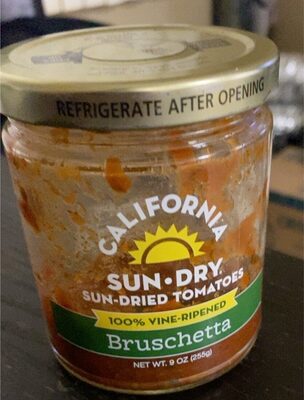 REFRIGERATE AFTER OPENING
CALIFORNIA
SUN·DRY
SUN-DRIED TOMATOES
100% VINE-RIPENED
Bruschetta
NET WT. 9 OZ (255g)